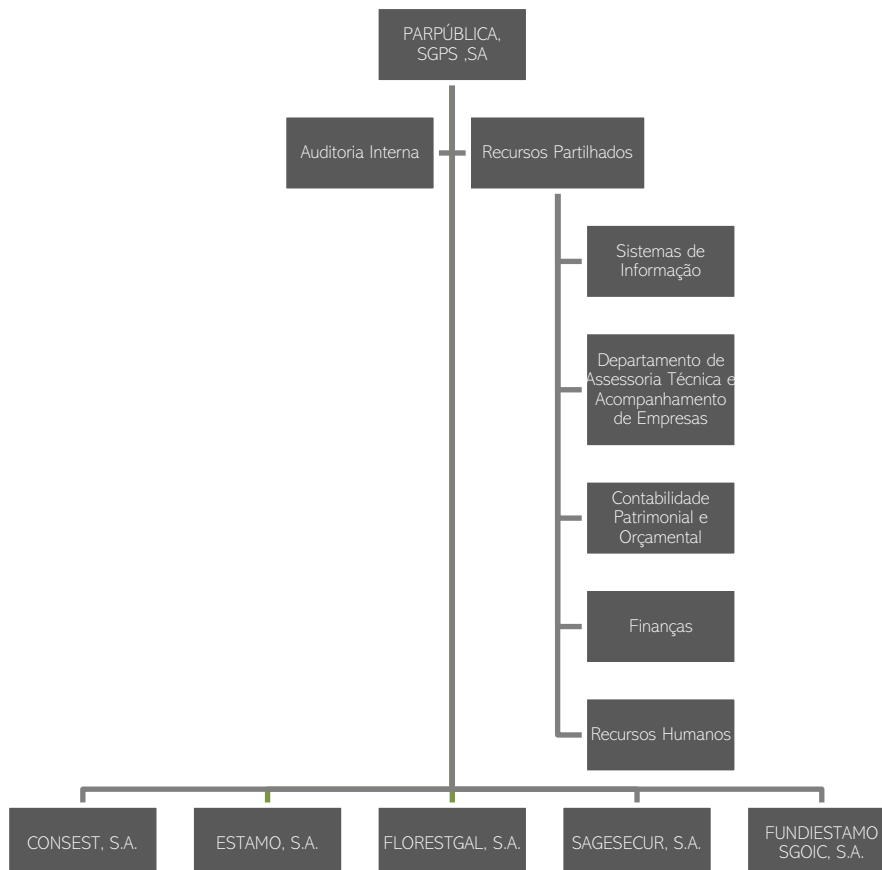 PARPÚBLICA,
SGPS ,SA
Auditoria Interna
Recursos Partilhados
Sistemas de
Informação
Departamento de
Assessoria Técnica e
Acompanhamento
de Empresas
Contabilidade
Patrimonial e
Orçamental
Finanças
Recursos Humanos
CONSEST, S.A.
ESTAMO, S.A.
FLORESTGAL, S.A.
SAGESECUR, S.A.
FUNDIESTAMO
SGOIC, S.A.